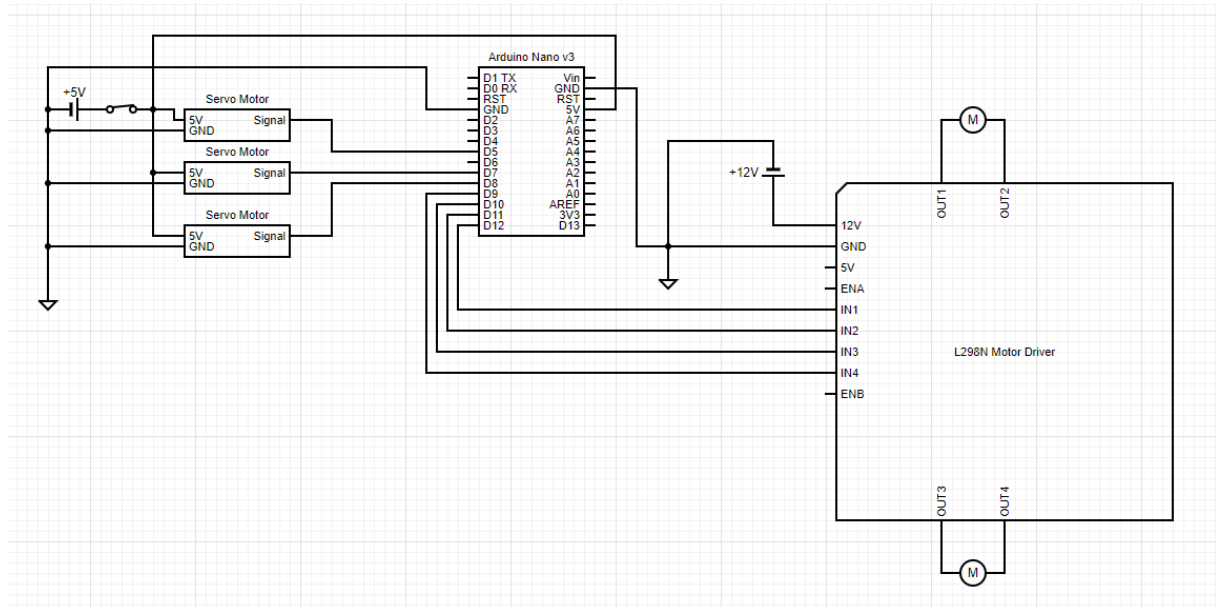 Arduino Nano v3
D1 TX
D0 RX
RST
GND
D2
D3
D4
D5
D6
D7
D8
D9
D10
D11
D12
Vin
GND
RST
5V
A7
A6
A5
A4
A3
A2
A1
A0
AREF
3V3
D13
+5V
Servo Motor
5V Signal
GND
Servo Motor
5V Signal
GND
Servo Motor
5V Signal
GND
+12V
M
OUT1 OUT2
12V
GND
5V
ENA
IN1
IN2
IN3
IN4
ENB
L298N Motor Driver
OUT3 OUT4
M